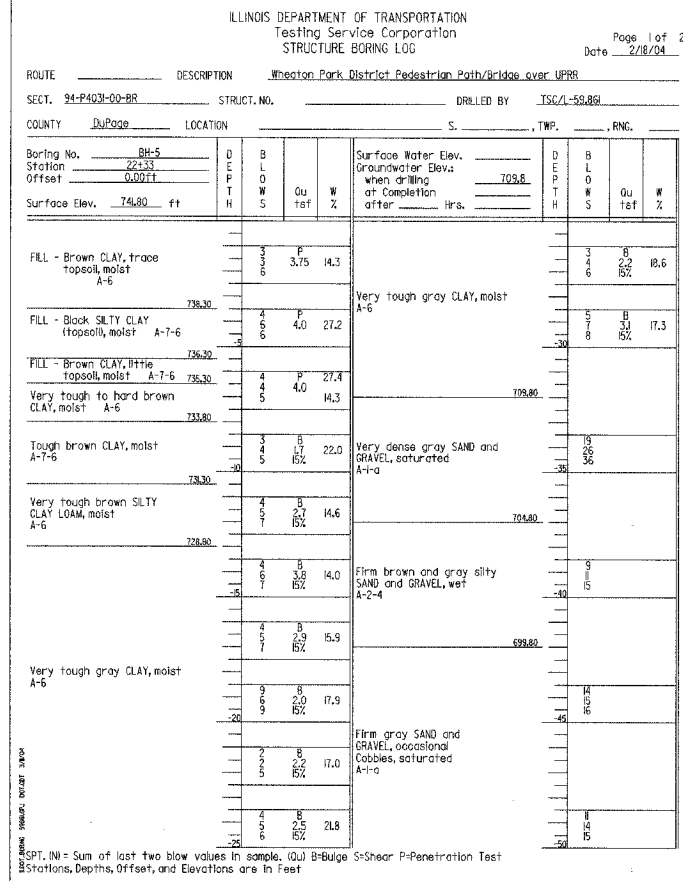 ILLINOIS DEPARTMENT OF TRANSPORTATION
Testing Service Corporation
STRUCTURE BORING LOG
Page 1 of 2
Date 2/18/04
ROUTE DESCRIPTION Wheaton Park District Pedestrian Path/Bridge over UPRR
SECT. 94-P4031-00-BR STRUCT. NO. DRILLED BY TSC/L-59,861
COUNTY DuPage LOCATION S. , TWP. , RNG.
Boring No. BH-5
Station 22+33
Offset 0.00ft
Surface Elev. 741.80 ft
DEPTH
BLOWS
Qu tsf
W %
Surface Water Elev.
Groundwater Elev.:
when drilling 709.8
at Completion
after Hrs.
DEPTH
BLOWS
Qu tsf
W %
FILL - Brown CLAY, trace
topsoil, moist
A-6
3 P
3 3.75 14.3
6
738.30
FILL - Black SILTY CLAY
(topsoil), moist A-7-6
4 P
6 4.0 27.2
6
-5
736.30
FILL - Brown CLAY, little
topsoil, moist A-7-6 735.30
4 P 27.4
4 4.0
5 14.3
Very tough to hard brown
CLAY, moist A-6
733.80
Tough brown CLAY, moist
A-7-6
3 B
4 1.7 22.0
5 15%
-10
731.30
Very tough brown SILTY
CLAY LOAM, moist
A-6
4 B
5 2.7 14.6
7 15%
728.80
4 B
6 3.8 14.0
7 15%
-15
4 B
5 2.9 15.9
7 15%
Very tough gray CLAY, moist
A-6
9 B
6 2.0 17.9
9 15%
-20
2 B
2 2.2 17.0
5 15%
4 B
5 2.5 21.8
6 15%
-25
3 B
4 2.2 18.6
6 15%
Very tough gray CLAY, moist
A-6
5 B
7 3.1 17.3
8 15%
-30
709.80
Very dense gray SAND and
GRAVEL, saturated
A-1-a
19
26
36
-35
704.80
Firm brown and gray silty
SAND and GRAVEL, wet
A-2-4
9
11
15
-40
699.80
14
15
16
-45
Firm gray SAND and
GRAVEL, occasional
Cobbles, saturated
A-1-a
11
14
15
-50
SPT. (N) = Sum of last two blow values in sample. (Qu) B=Bulge S=Shear P=Penetration Test
Stations, Depths, Offset, and Elevations are in Feet